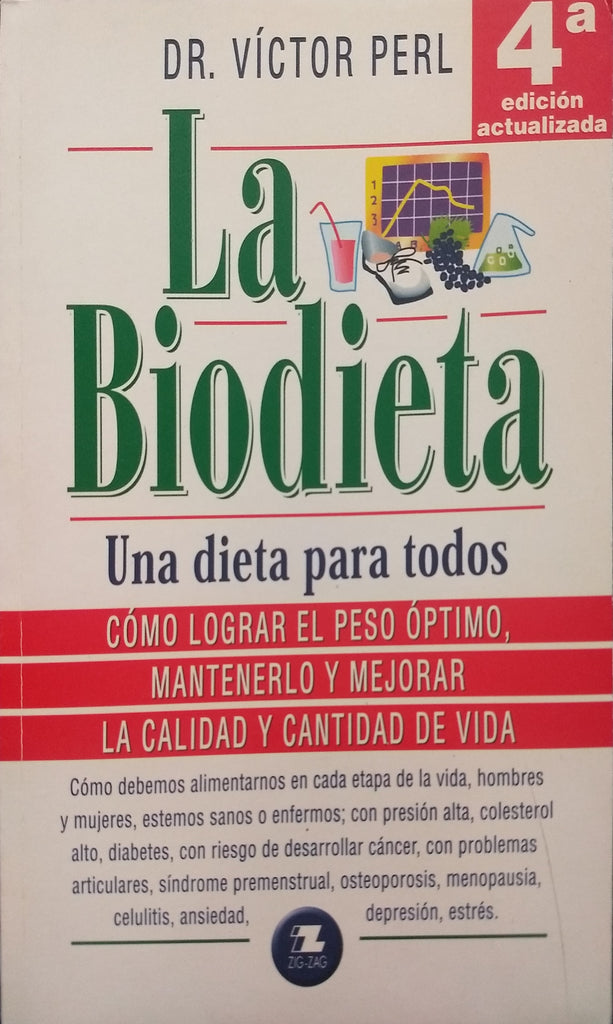 DR. VÍCTOR PERL
4ª
edición
actualizada
La
Biodieta
1
2
3
Una dieta para todos
CÓMO LOGRAR EL PESO ÓPTIMO,
MANTENERLO Y MEJORAR
LA CALIDAD Y CANTIDAD DE VIDA
Cómo debemos alimentarnos en cada etapa de la vida, hombres
y mujeres, estemos sanos o enfermos; con presión alta, colesterol
alto, diabetes, con riesgo de desarrollar cáncer, con problemas
articulares, síndrome premenstrual, osteoporosis, menopausia,
celulitis, ansiedad, depresión, estrés.
ZIG-ZAG